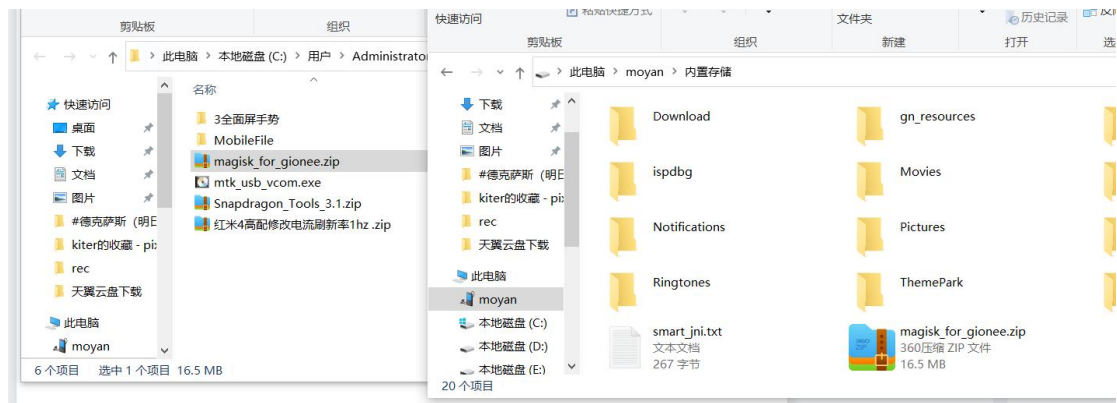 剪贴板
组织
此电脑 > 本地磁盘 (C:) > 用户 > Administrator
快速访问
桌面
下载
文档
图片
#德克萨斯（明日
kiter的收藏 - pix
rec
天翼云盘下载
此电脑
moyan
名称
3全面屏手势
MobileFile
magisk_for_gionee.zip
mtk_usb_vcom.exe
Snapdragon_Tools_3.1.zip
红米4高配修改电流刷新率1hz .zip
6 个项目 选中 1 个项目 16.5 MB
快速访问
粘贴快捷方式
文件夹
历史记录
剪贴板
组织
新建
打开
选
此电脑 > moyan > 内置存储
下载
文档
图片
#德克萨斯（明E
kiter的收藏 - pix
rec
天翼云盘下载
此电脑
moyan
本地磁盘 (C:)
本地磁盘 (D:)
本地磁盘 (E:)
Download
gn_resources
ispdbg
Movies
Notifications
Pictures
Ringtones
ThemePark
smart_jni.txt
文本文档
267 字节
magisk_for_gionee.zip
360压缩 ZIP 文件
16.5 MB
20 个项目